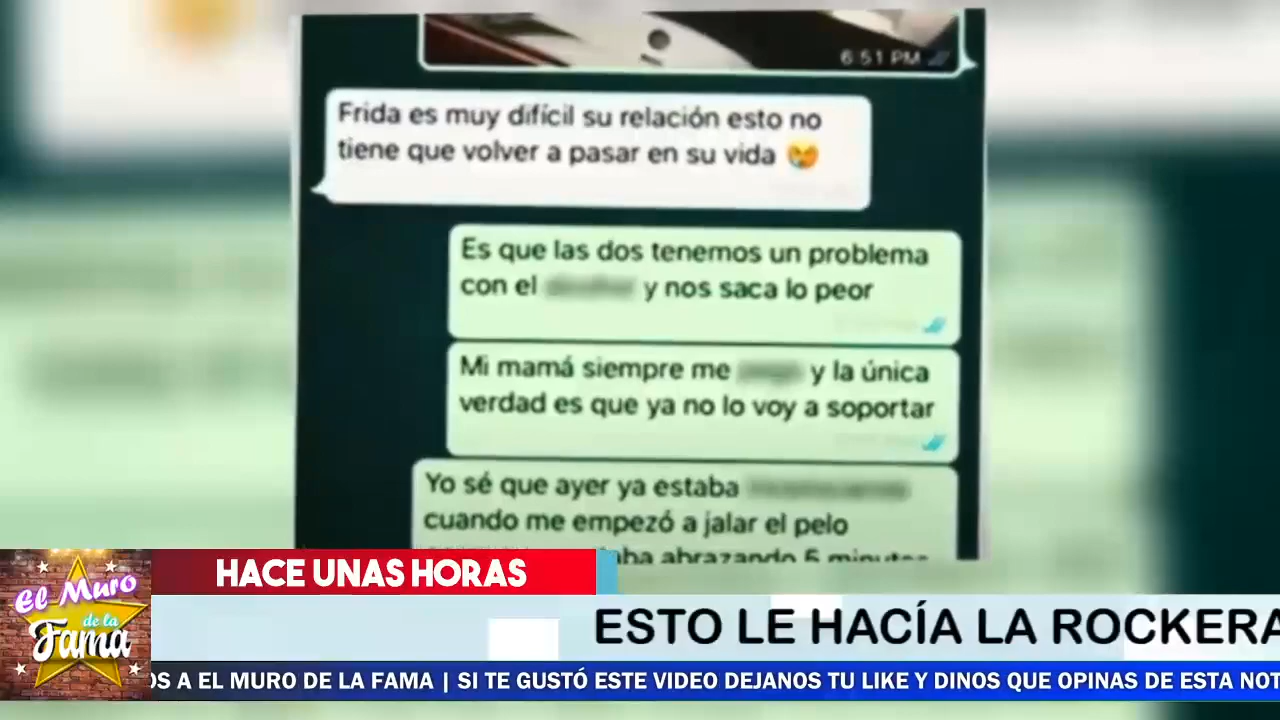 6:51 PM
Frida es muy difícil su relación esto no
tiene que volver a pasar en su vida 😿
Es que las dos tenemos un problema
con el y nos saca lo peor
Mi mamá siempre me y la única
verdad es que ya no lo voy a soportar
Yo sé que ayer ya estaba
cuando me empezó a jalar el pelo
abrazando 5 minutos
HACE UNAS HORAS
El Muro
de la
Fama
ESTO LE HACÍA LA ROCKERA
OS A EL MURO DE LA FAMA | SI TE GUSTÓ ESTE VIDEO DEJANOS TU LIKE Y DINOS QUE OPINAS DE ESTA NOT